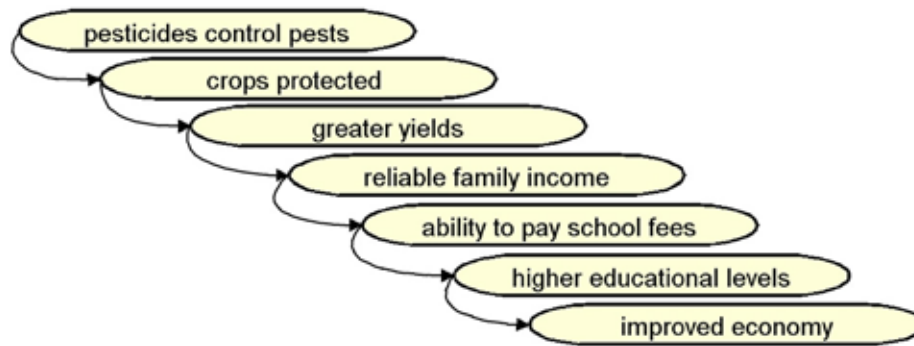 pesticides control pests
crops protected
greater yields
reliable family income
ability to pay school fees
higher educational levels
improved economy